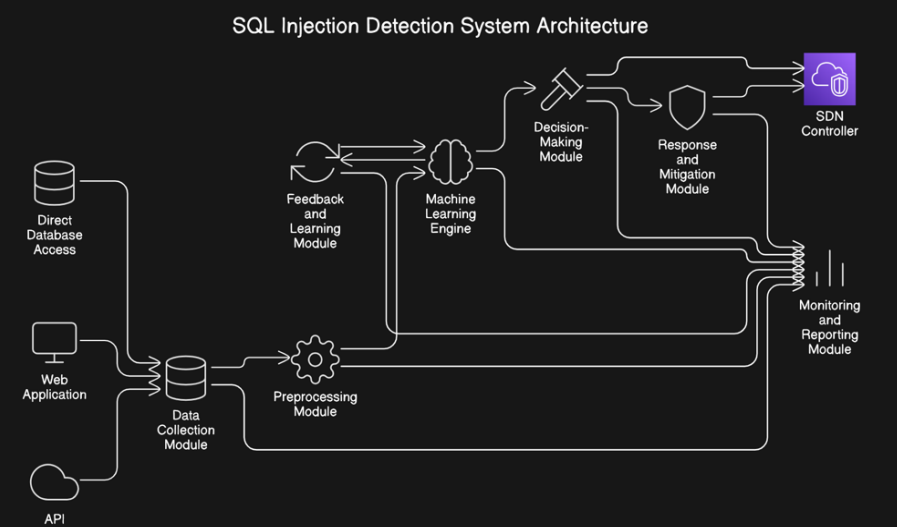 SQL Injection Detection System Architecture
SDN
Controller
Decision-
Making
Module
Response
and
Mitigation
Module
Feedback
and
Learning
Module
Machine
Learning
Engine
Direct
Database
Access
Monitoring
and
Reporting
Module
Web
Application
Preprocessing
Module
Data
Collection
Module
API